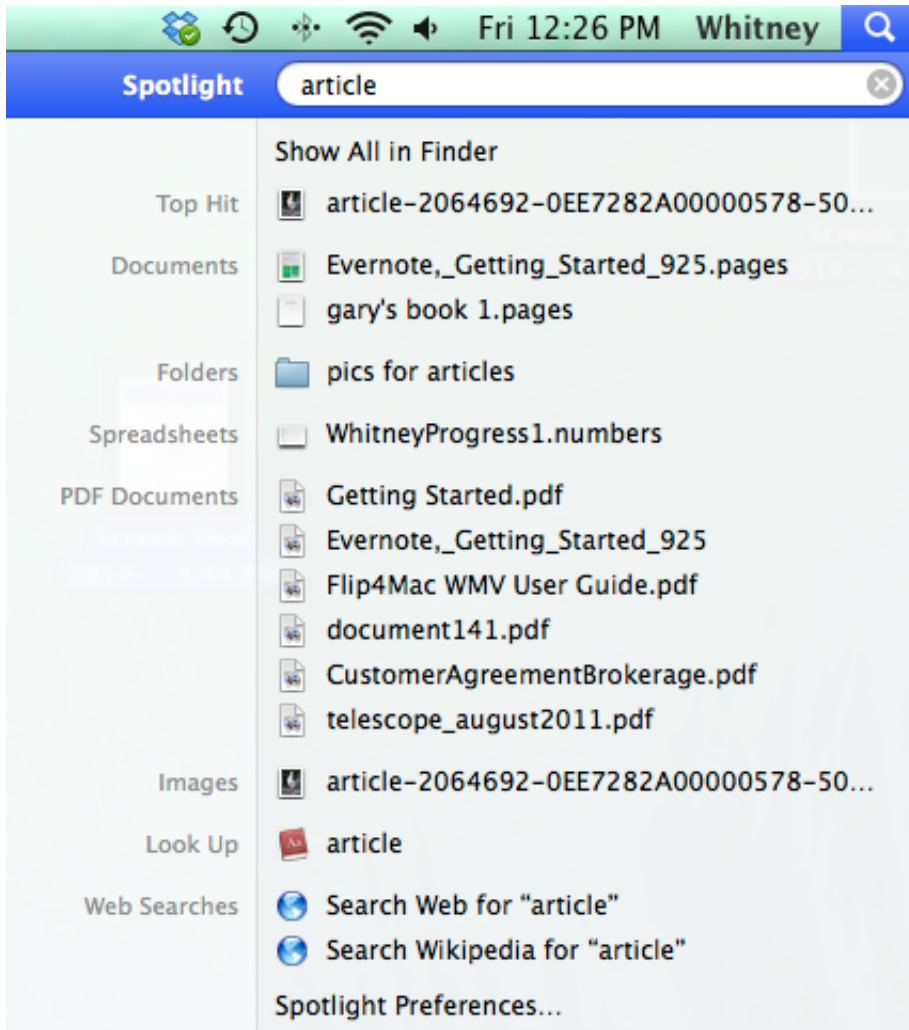 Fri 12:26 PM Whitney
Spotlight article
Show All in Finder
Top Hit article-2064692-0EE7282A00000578-50...
Documents Evernote,_Getting_Started_925.pages
gary's book 1.pages
Folders pics for articles
Spreadsheets WhitneyProgress1.numbers
PDF Documents Getting Started.pdf
Evernote,_Getting_Started_925
Flip4Mac WMV User Guide.pdf
document141.pdf
CustomerAgreementBrokerage.pdf
telescope_august2011.pdf
Images article-2064692-0EE7282A00000578-50...
Look Up article
Web Searches Search Web for “article”
Search Wikipedia for “article”
Spotlight Preferences...